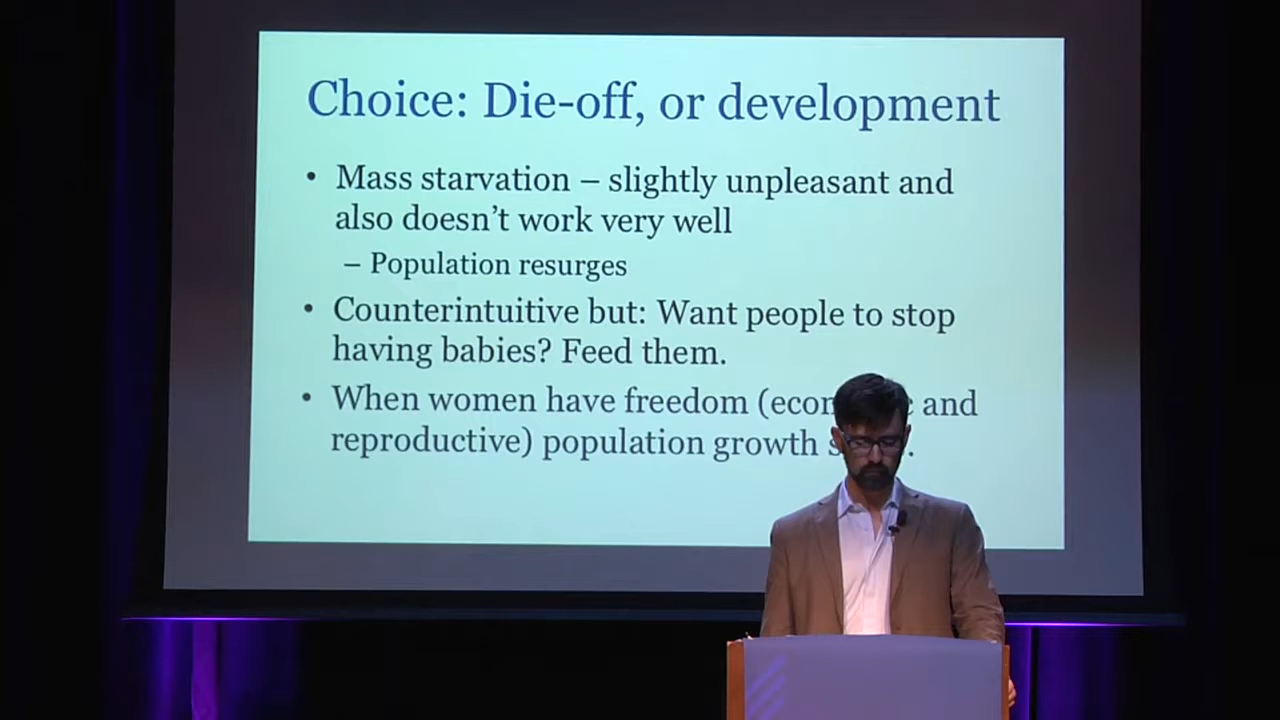 Choice: Die-off, or development
• Mass starvation – slightly unpleasant and
also doesn't work very well
– Population resurges
• Counterintuitive but: Want people to stop
having babies? Feed them.
• When women have freedom (econ and
reproductive) population growth